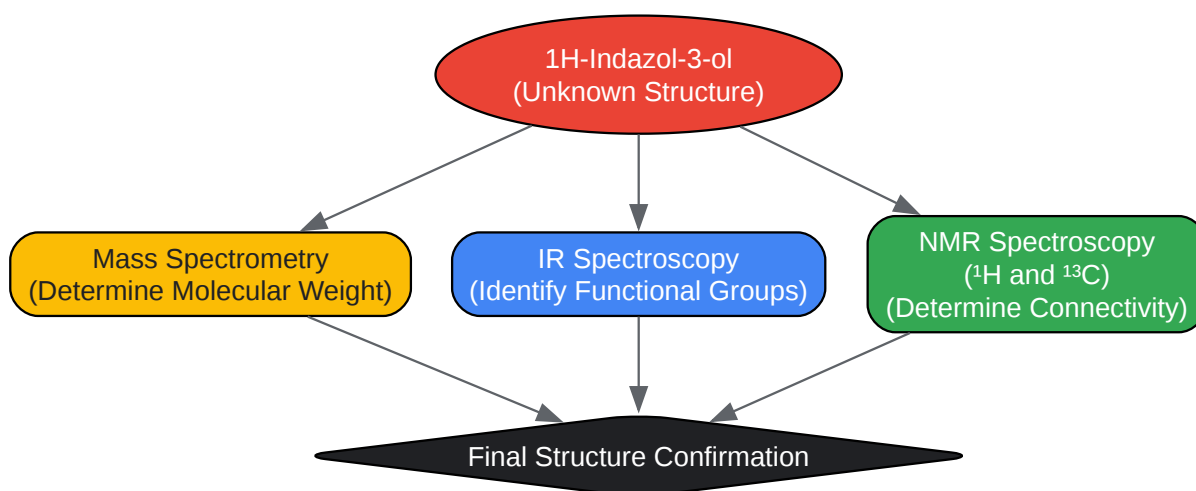 1H-Indazol-3-ol
(Unknown Structure)
Mass Spectrometry
(Determine Molecular Weight)
IR Spectroscopy
(Identify Functional Groups)
NMR Spectroscopy
(¹H and ¹³C)
(Determine Connectivity)
Final Structure Confirmation